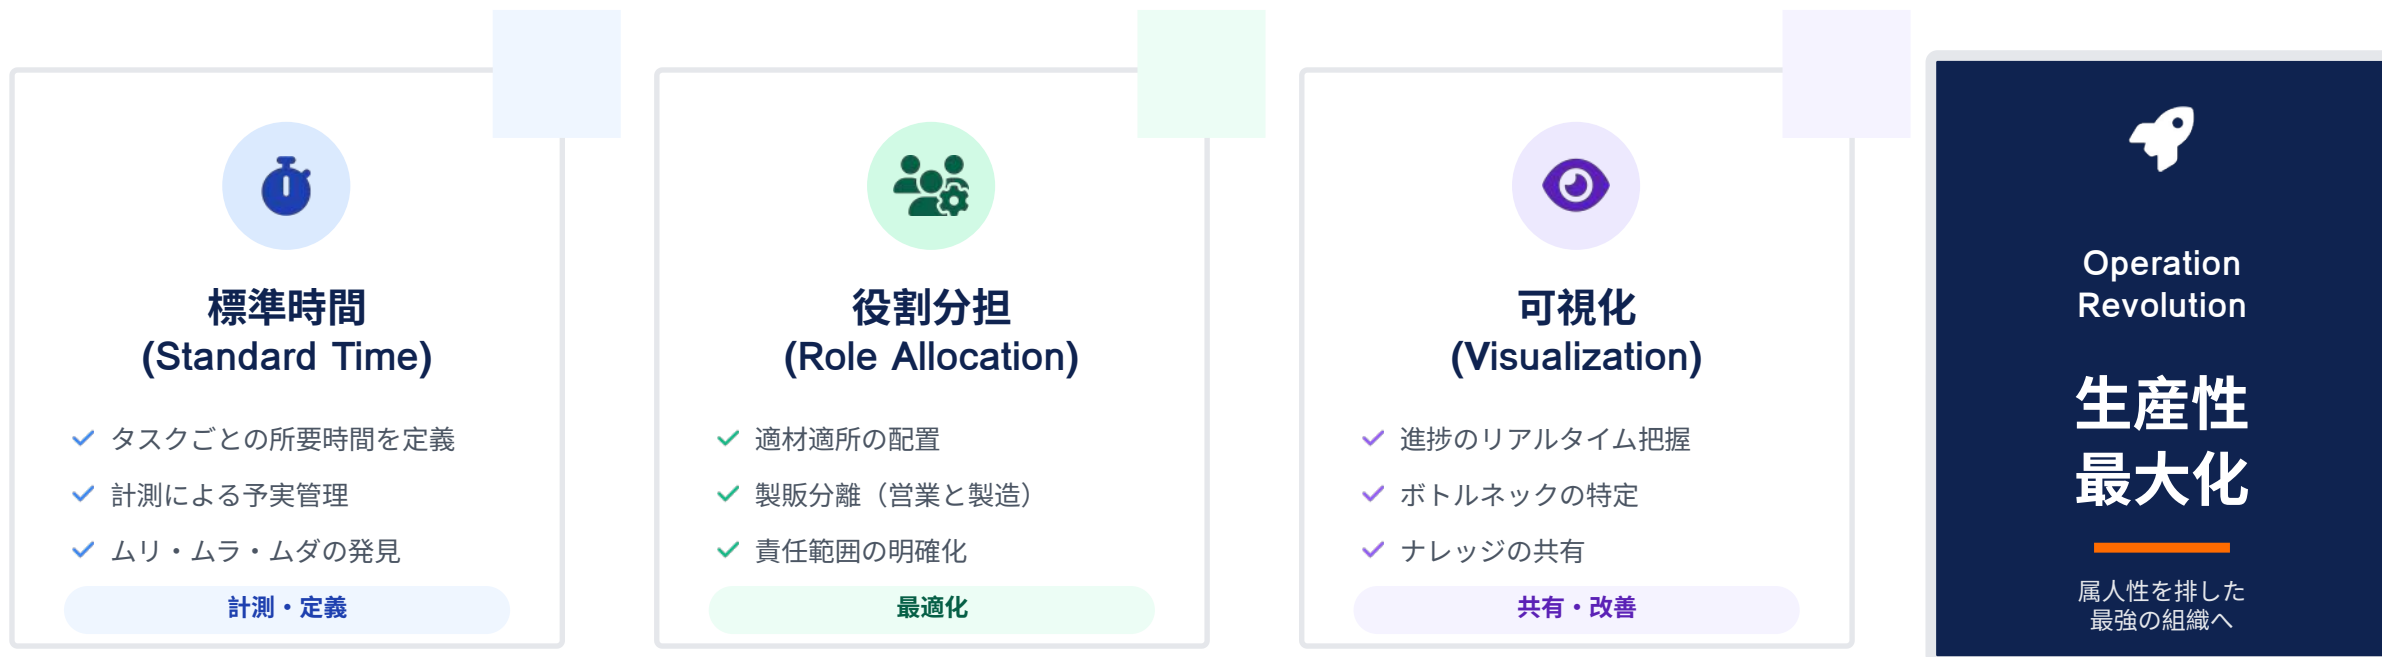 標準時間
(Standard Time)
タスクごとの所要時間を定義
計測による予実管理
ムリ・ムラ・ムダの発見
計測・定義
役割分担
(Role Allocation)
適材適所の配置
製販分離（営業と製造）
責任範囲の明確化
最適化
可視化
(Visualization)
進捗のリアルタイム把握
ボトルネックの特定
ナレッジの共有
共有・改善
Operation
Revolution
生産性
最大化
属人性を排した
最強の組織へ